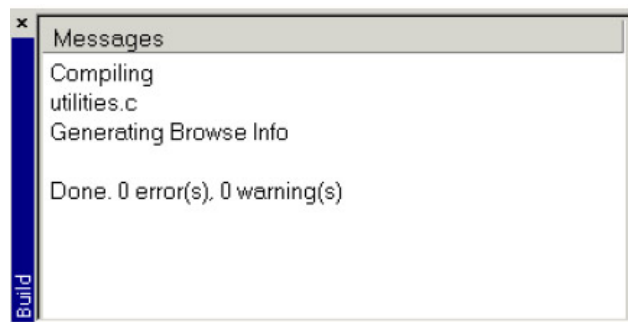 ×
Messages
Compiling
utilities.c
Generating Browse Info
Done. 0 error(s), 0 warning(s)
Build